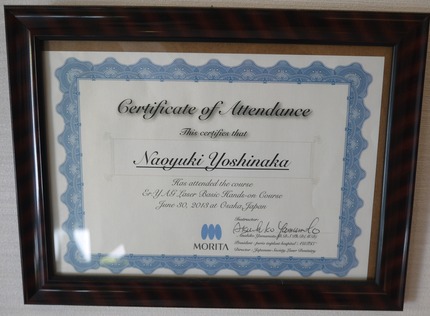 Certificate of Attendance
This certifies that
Naoyuki Yoshinaka
Has attended the course
Er:YAG Laser Basic Hands-on Course
June 30, 2013 at Osaka, Japan
Instructor:
MORITA